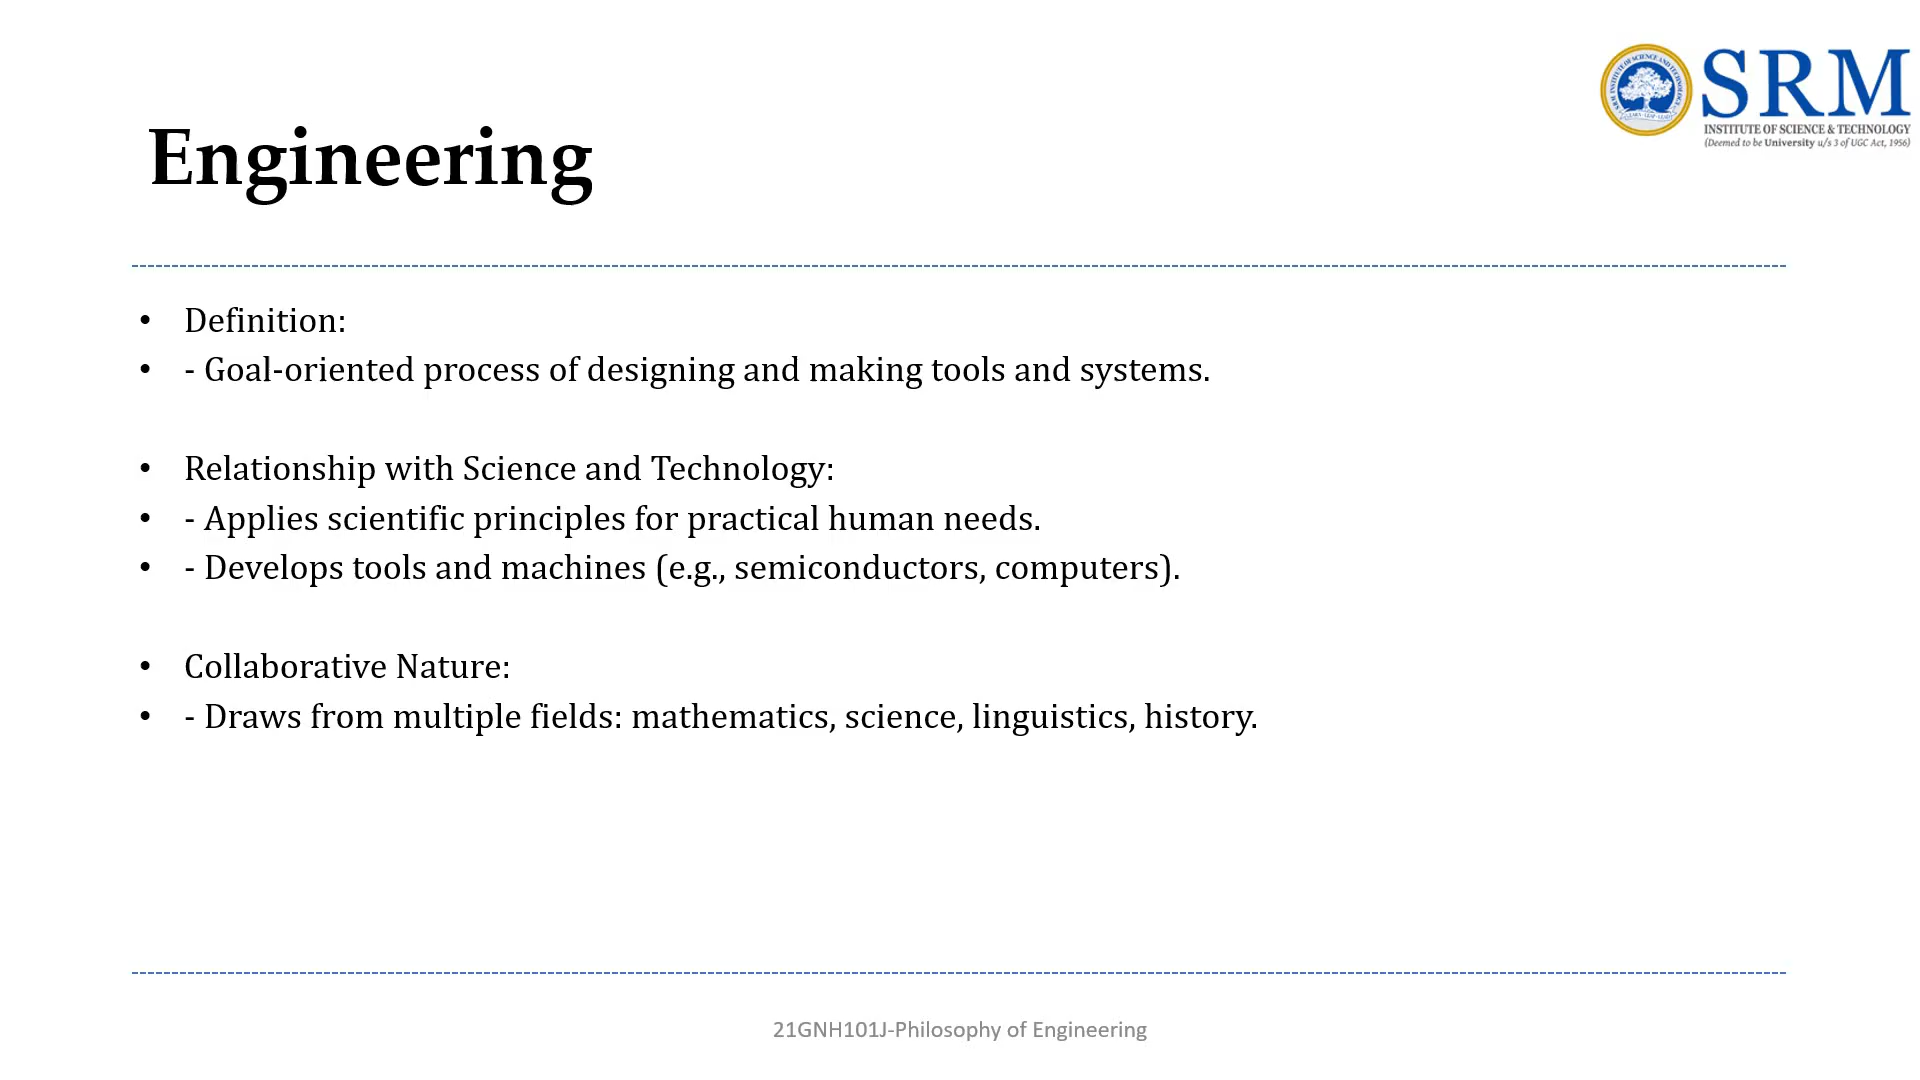 SRM
INSTITUTE OF SCIENCE & TECHNOLOGY
(Deemed to be University u/s 3 of UGC Act, 1956)
Engineering
• Definition:
• - Goal-oriented process of designing and making tools and systems.
• Relationship with Science and Technology:
• - Applies scientific principles for practical human needs.
• - Develops tools and machines (e.g., semiconductors, computers).
• Collaborative Nature:
• - Draws from multiple fields: mathematics, science, linguistics, history.
21GNH101J-Philosophy of Engineering